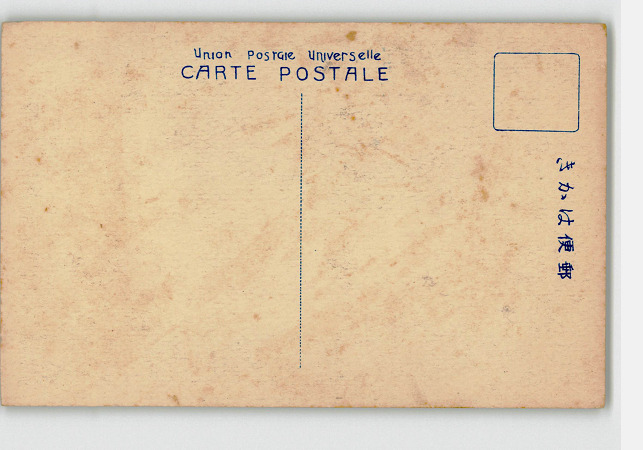 Union Postale Universelle
CARTE POSTALE
郵便はがき